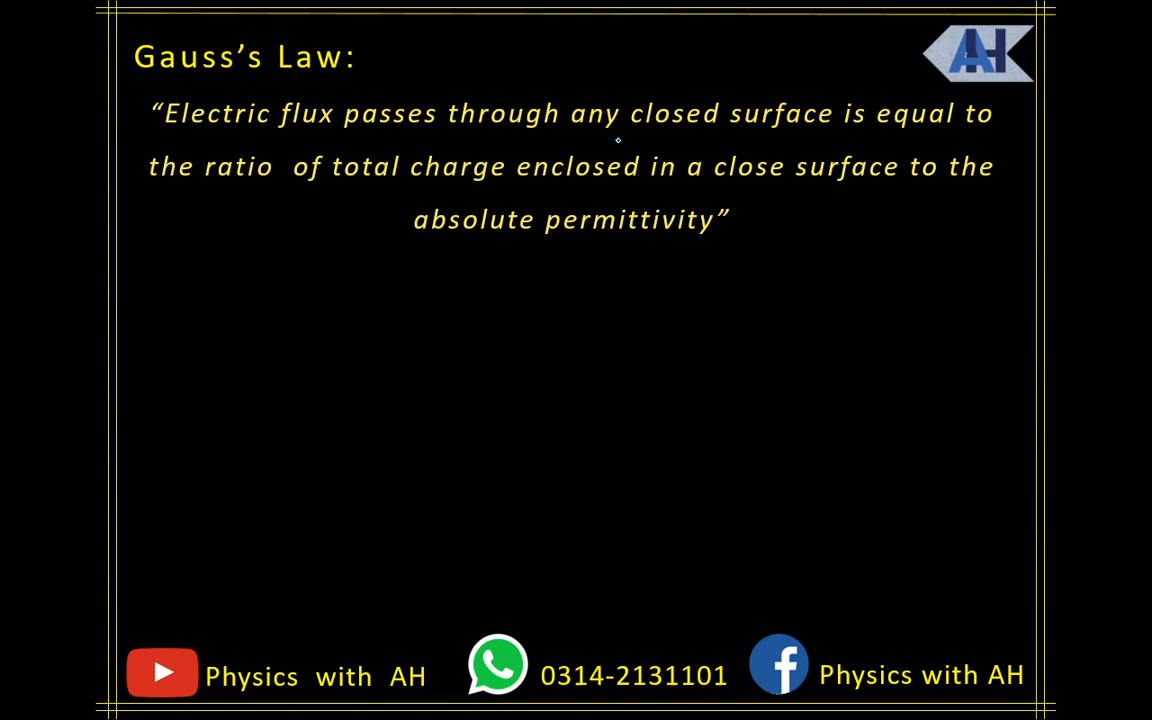 Gauss’s Law:
AH
“Electric flux passes through any closed surface is equal to
the ratio of total charge enclosed in a close surface to the
absolute permittivity”
Physics with AH
0314-2131101
Physics with AH